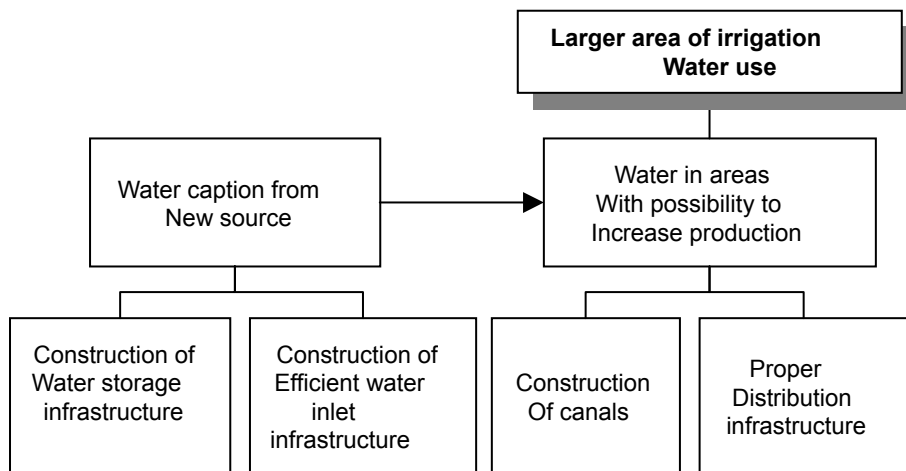 Larger area of irrigation
Water use
Water caption from
New source
Water in areas
With possibility to
Increase production
Construction of
Water storage
infrastructure
Construction of
Efficient water
inlet
infrastructure
Construction
Of canals
Proper
Distribution
infrastructure